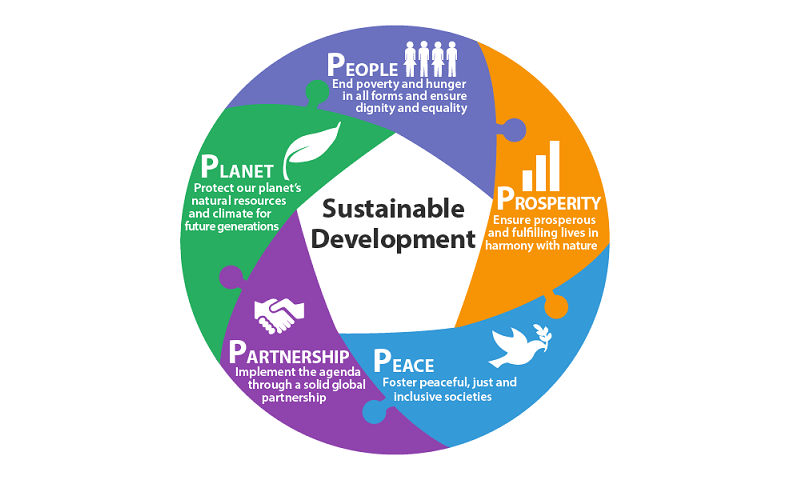 Sustainable
Development
PEOPLE
End poverty and hunger
in all forms and ensure
dignity and equality
PROSPERITY
Ensure prosperous
and fulfilling lives in
harmony with nature
PEACE
Foster peaceful, just and
inclusive societies
PARTNERSHIP
Implement the agenda
through a solid global
partnership
PLANET
Protect our planet's
natural resources
and climate for
future generations